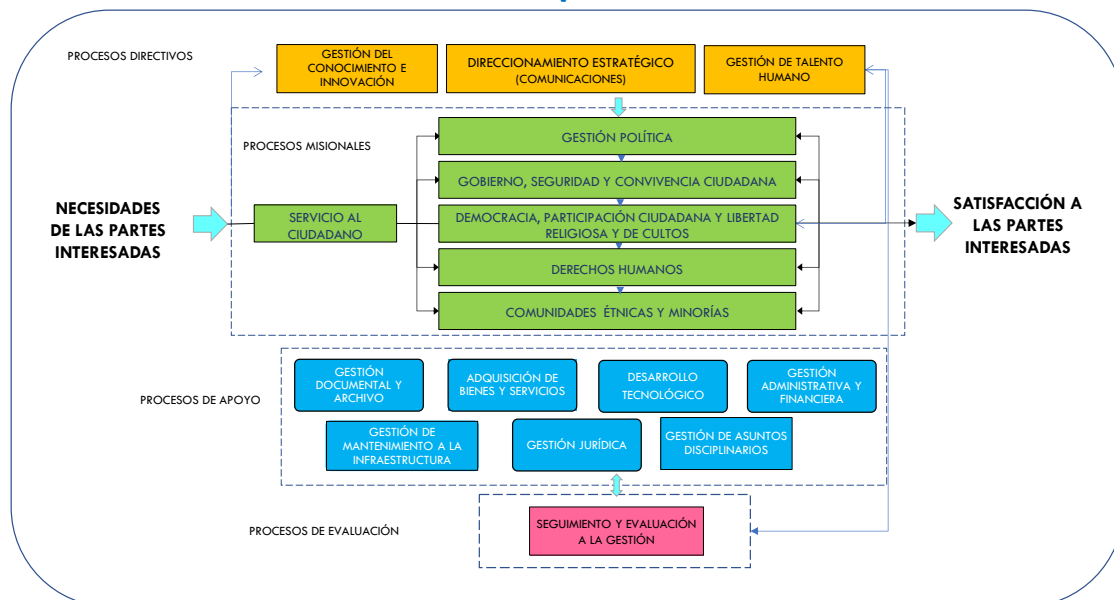 PROCESOS DIRECTIVOS
GESTIÓN DEL
CONOCIMIENTO E
INNOVACIÓN
DIRECCIONAMIENTO ESTRATÉGICO
(COMUNICACIONES)
GESTIÓN DE TALENTO
HUMANO
PROCESOS MISIONALES
GESTIÓN POLÍTICA
GOBIERNO, SEGURIDAD Y CONVIVENCIA CIUDADANA
NECESIDADES
DE LAS PARTES
INTERESADAS
SERVICIO AL
CIUDADANO
DEMOCRACIA, PARTICIPACIÓN CIUDADANA Y LIBERTAD
RELIGIOSA Y DE CULTOS
SATISFACCIÓN A
LAS PARTES
INTERESADAS
DERECHOS HUMANOS
COMUNIDADES ÉTNICAS Y MINORÍAS
PROCESOS DE APOYO
GESTIÓN
DOCUMENTAL Y
ARCHIVO
ADQUISICIÓN DE
BIENES Y SERVICIOS
DESARROLLO
TECNOLÓGICO
GESTIÓN
ADMINISTRATIVA Y
FINANCIERA
GESTIÓN DE
MANTENIMIENTO A LA
INFRAESTRUCTURA
GESTIÓN JURÍDICA
GESTIÓN DE ASUNTOS
DISCIPLINARIOS
PROCESOS DE EVALUACIÓN
SEGUIMIENTO Y EVALUACIÓN
A LA GESTIÓN